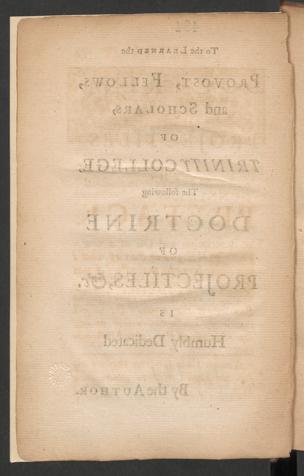 To the LEARNED the
PROVOST, FELLOWS,
and SCHOLARS,
OF
TRINITY COLLEGE,
The following
DOCTRINE
OF
PROJECTILES, &c.
IS
Humbly Dedicated
By the AUTHOR.